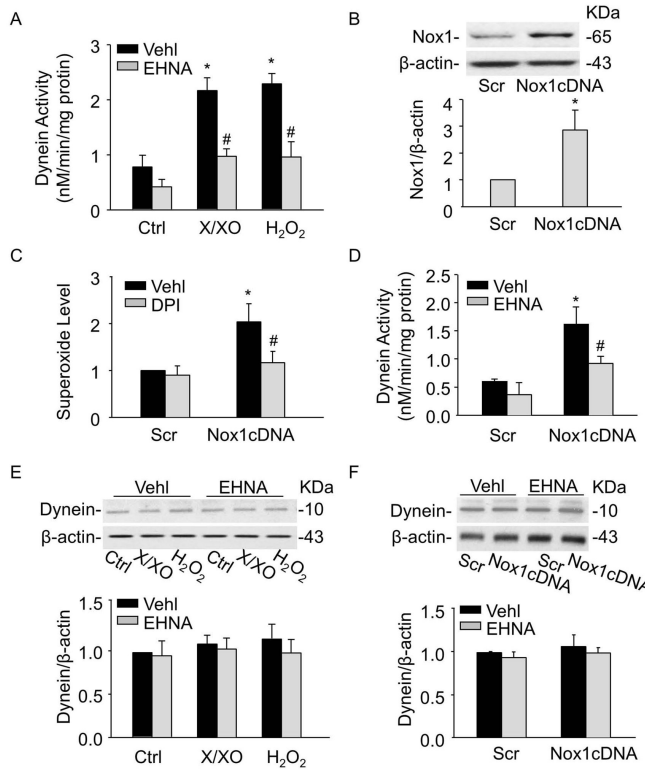 A
Vehl
EHNA
Dynein Activity
(nM/min/mg protin)
3
2
1
0
*
*
#
#
Ctrl
X/XO
H₂O₂
B
KDa
Nox1-
-65
β-actin-
-43
Scr
Nox1cDNA
Nox1/β-actin
4
3
2
1
0
*
Scr
Nox1cDNA
C
Vehl
DPI
Superoxide Level
3
2
1
0
*
#
Scr
Nox1cDNA
D
Vehl
EHNA
Dynein Activity
(nM/min/mg protin)
2.5
2.0
1.5
1.0
0.5
0.0
*
#
Scr
Nox1cDNA
E
Vehl
EHNA
KDa
Dynein-
-10
β-actin-
-43
Ctrl
X/XO
H₂O₂
Ctrl
X/XO
H₂O₂
Vehl
EHNA
Dynein/β-actin
1.5
1.0
0.5
0.0
Ctrl
X/XO
H₂O₂
F
Vehl
EHNA
KDa
Dynein-
-10
β-actin-
-43
Scr
Nox1cDNA
Scr
Nox1cDNA
Vehl
EHNA
Dynein/β-actin
1.5
1.0
0.5
0.0
Scr
Nox1cDNA